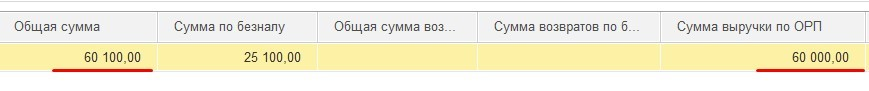 Общая сумма Сумма по безналу Общая сумма воз... Сумма возвратов по б... Сумма выручки по ОРП
60 100,00 25 100,00 60 000,00